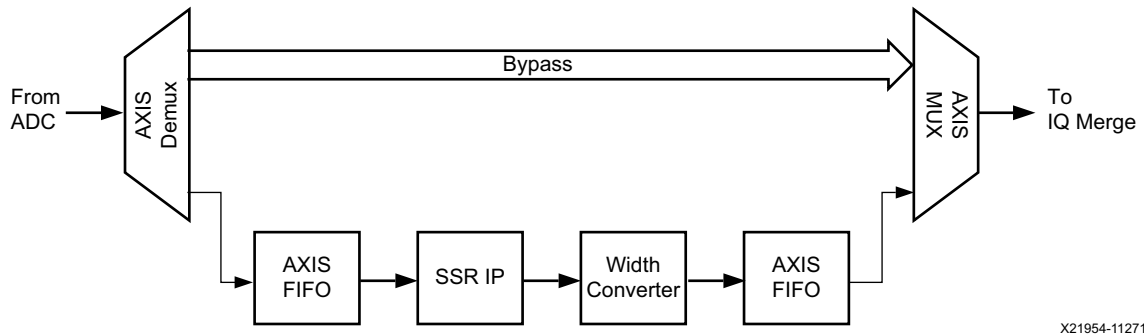 From
ADC
AXIS
Demux
Bypass
AXIS
MUX
To
IQ Merge
AXIS
FIFO
SSR IP
Width
Converter
AXIS
FIFO
X21954-11271